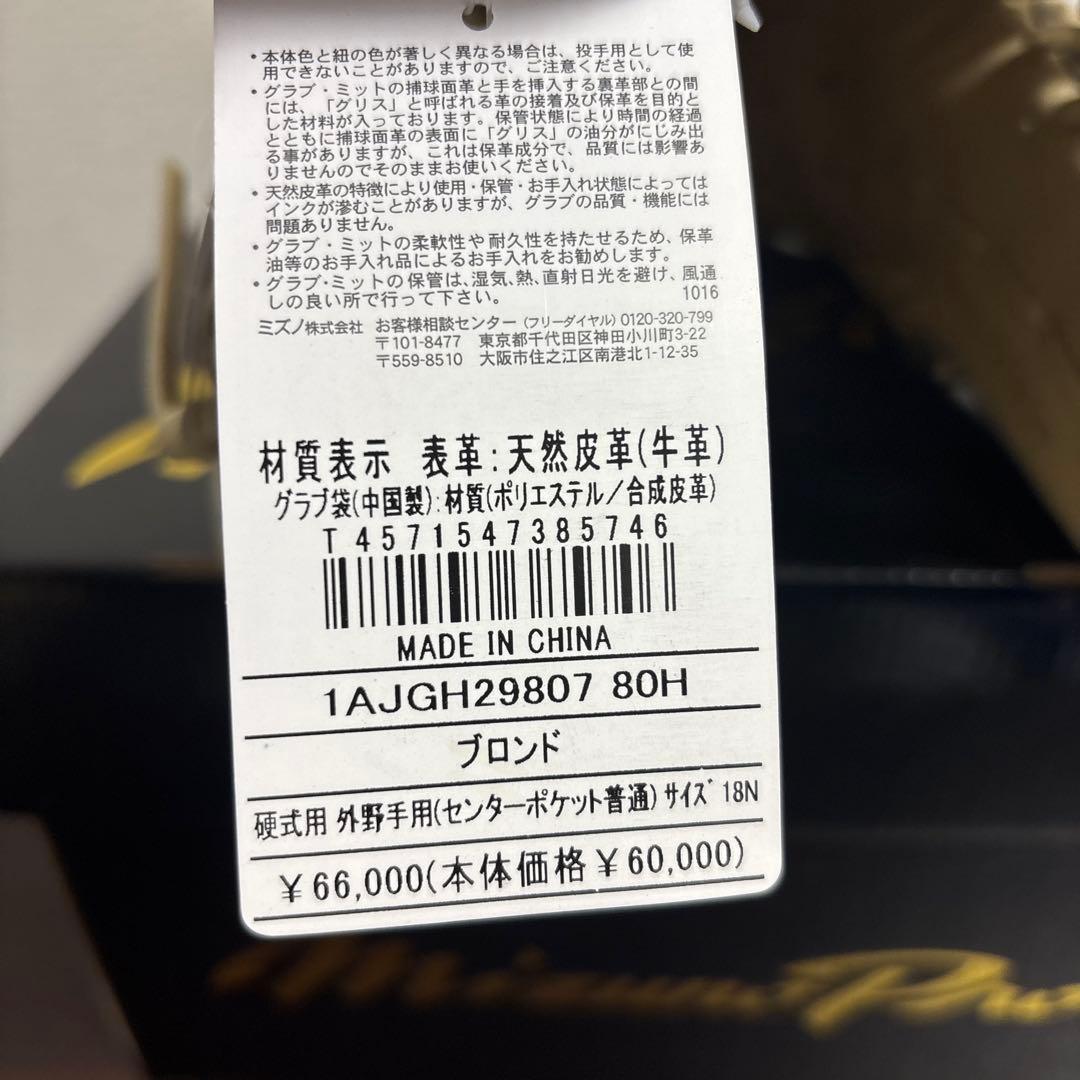 ・本体色と紐の色が著しく異なる場合は、投手用として使
用できないことがありますので、ご注意ください。
・グラブ・ミットの捕球面革と手を挿入する裏革部との間
には、「グリス」と呼ばれる革の接着及び保革を目的と
した材料が入っております。保管状態により時間の経過
とともに捕球面革の表面に「グリス」の油分がにじみ出
る事がありますが、これは保革成分で、品質には影響あ
りませんのでそのままお使いください。
・天然皮革の特徴により使用・保管・お手入れ状態によっては
インクが滲むことがありますが、グラブの品質・機能には
問題ありません。
・グラブ・ミットの柔軟性や耐久性を持たせるため、保革
油等のお手入れ品によるお手入れをお勧めします。
・グラブ・ミットの保管は、湿気、熱、直射日光を避け、風通
しの良い所で行って下さい。 1016
ミズノ株式会社 お客様相談センター (フリーダイヤル) 0120-320-799
〒101-8477 東京都千代田区神田小川町3-22
〒559-8510 大阪市住之江区南港北1-12-35
材質表示 表革:天然皮革(牛革)
グラブ袋(中国製):材質(ポリエステル/合成皮革)
T 4571547385746
MADE IN CHINA
1AJGH29807 80H
ブロンド
硬式用 外野手用(センターポケット普通) サイズ 18N
¥66,000(本体価格¥60,000)
Mizuno Pro